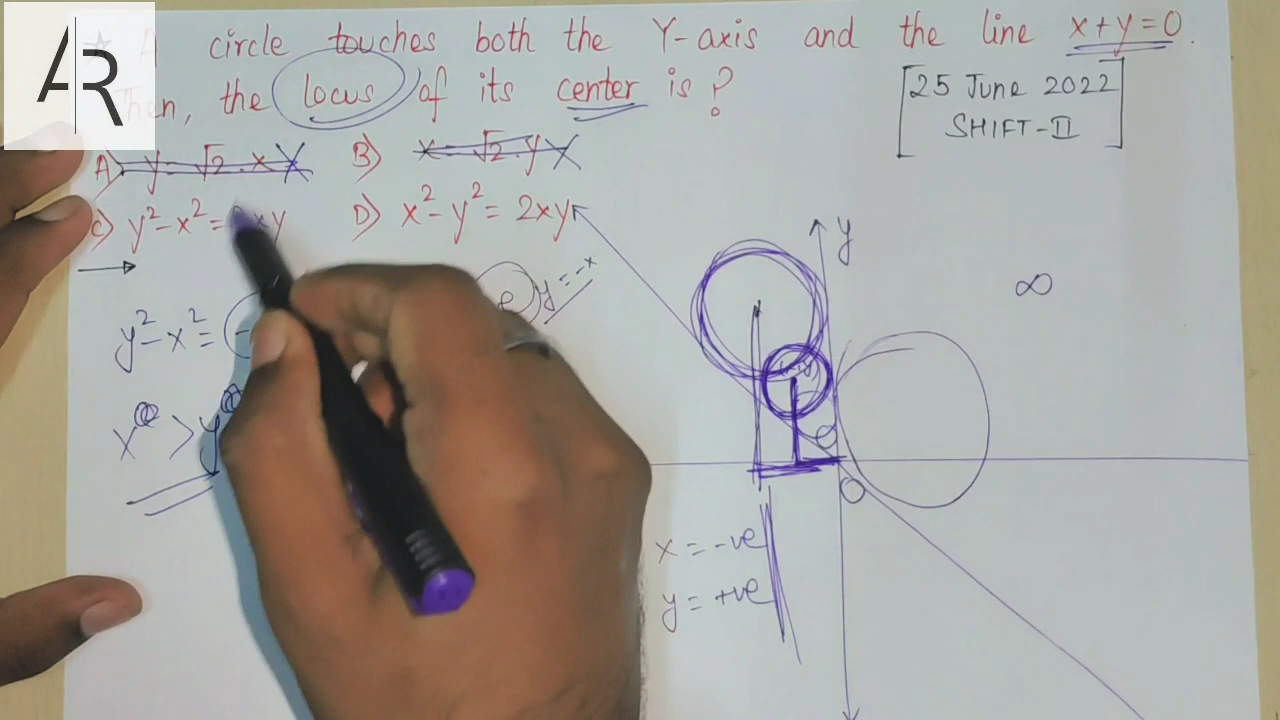 AR
circle touches both the Y-axis and the line x+y=0.
the locus of its center is?
[25 June 2022
SHIFT-II]
A) y=√2.x X B) x=√2.y X
C) y²-x²= xy D) x²-y²= 2xy
y
∞
y²-x²=
y=-x
x > y
x = -ve
y = +ve